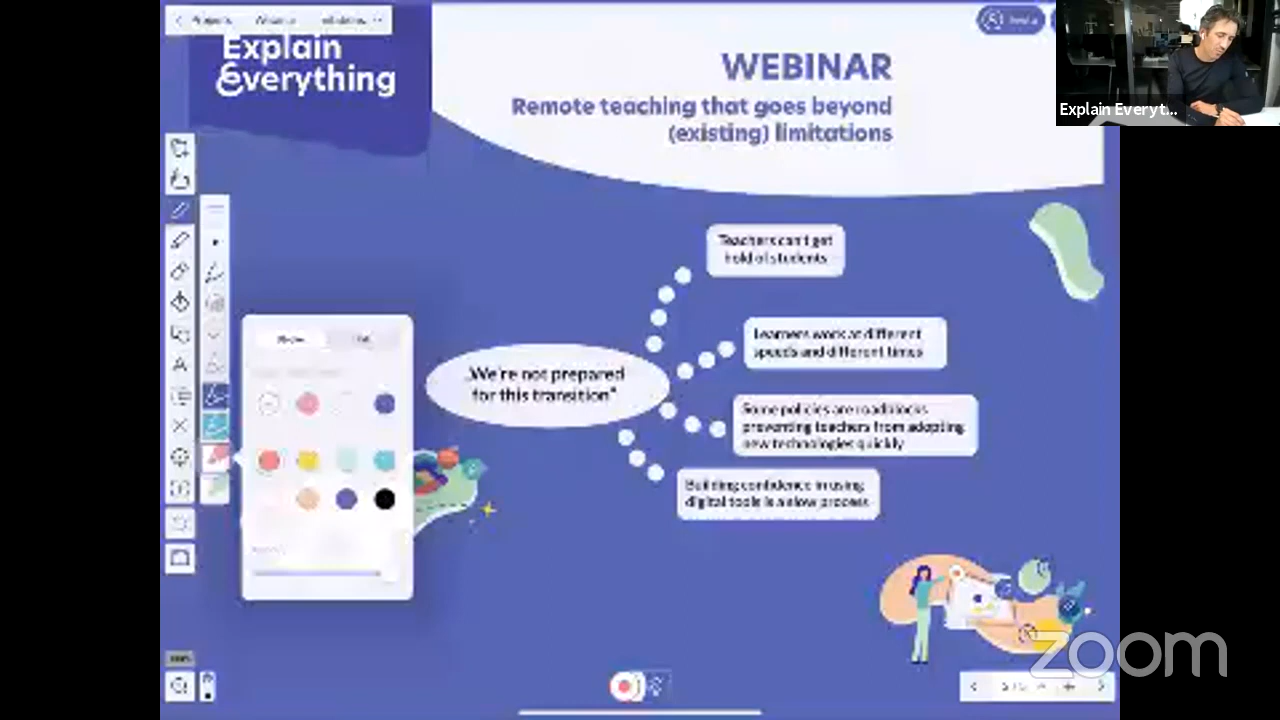 Projects
Explain
Everything
WEBINAR
Remote teaching that goes beyond
(existing) limitations
Explain Everyt...
Teachers can't get
hold of students
Learners work at different
speeds and different times
„We're not prepared
for this transition"
Some policies are roadblocks
preventing teachers from adopting
new technologies quickly
Building confidence in using
digital tools is a slow process
zoom